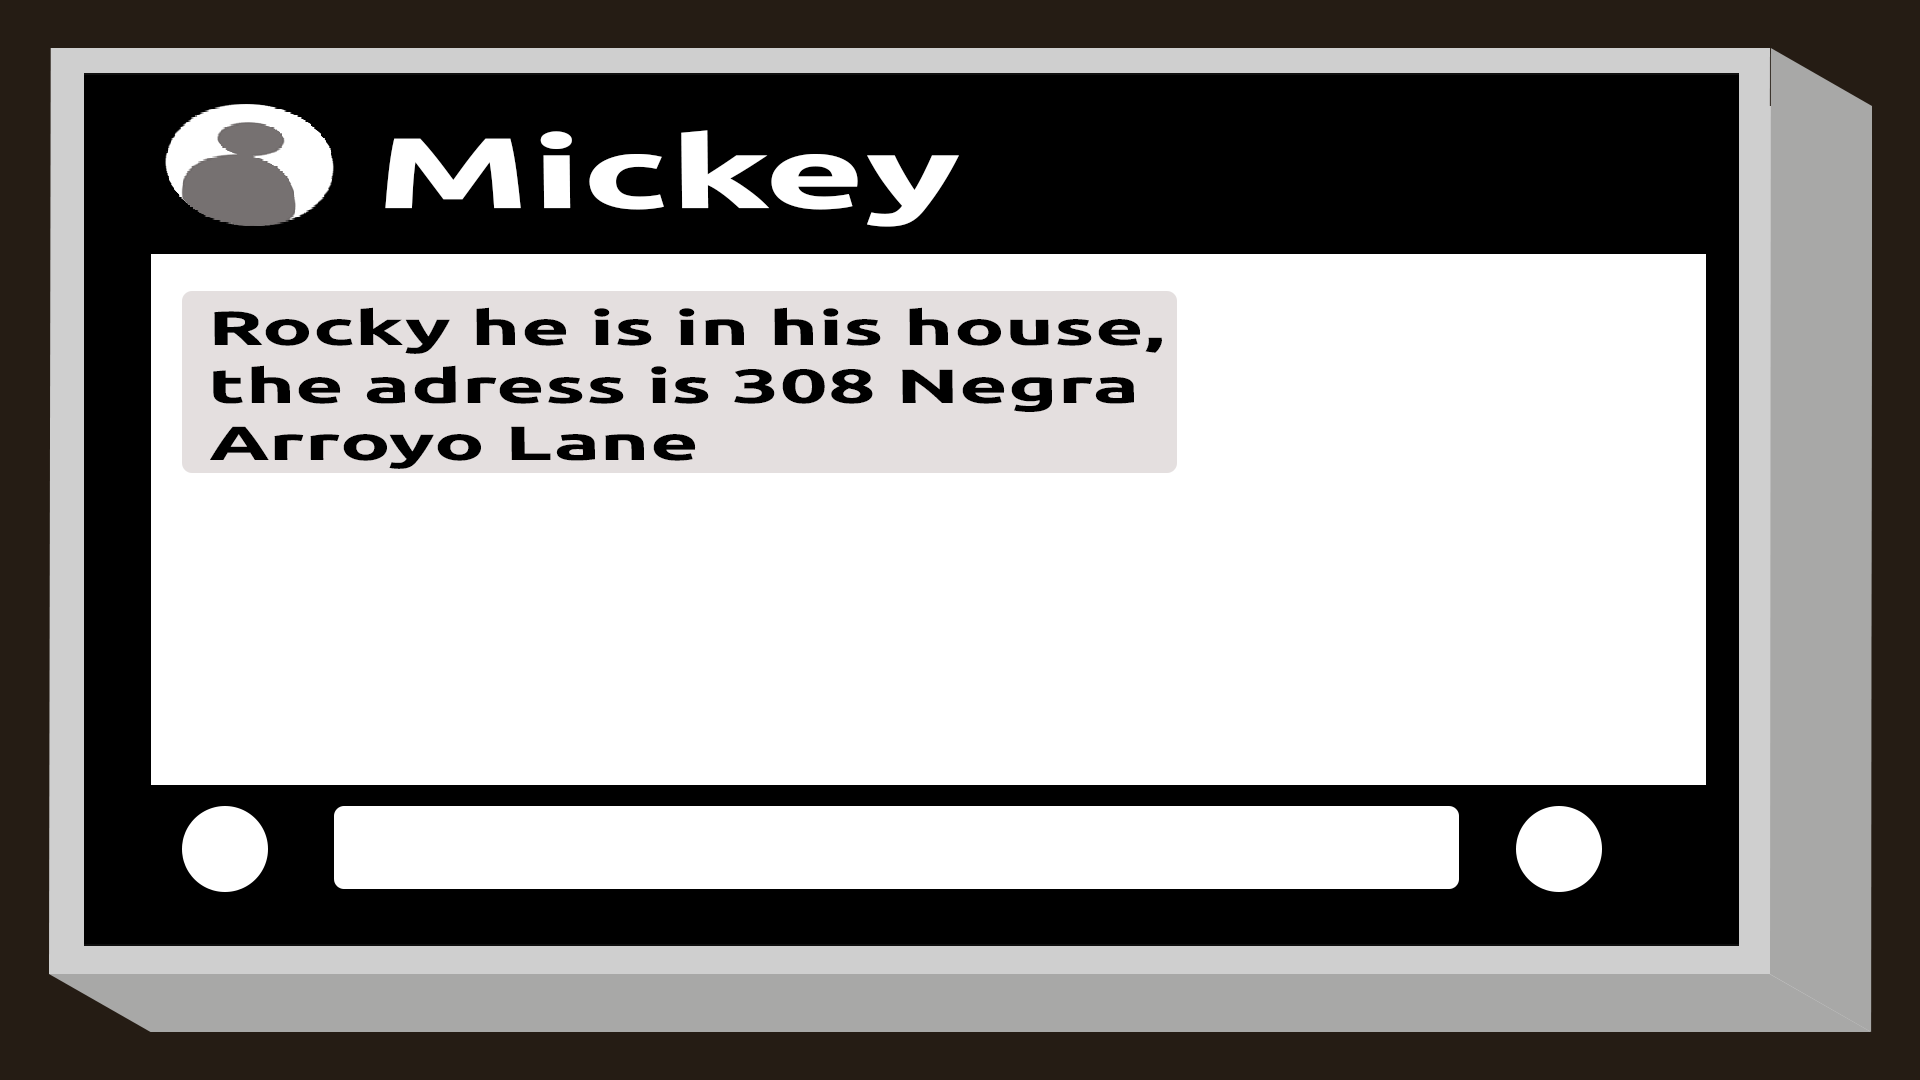 Mickey
Rocky he is in his house,
the adress is 308 Negra
Arroyo Lane